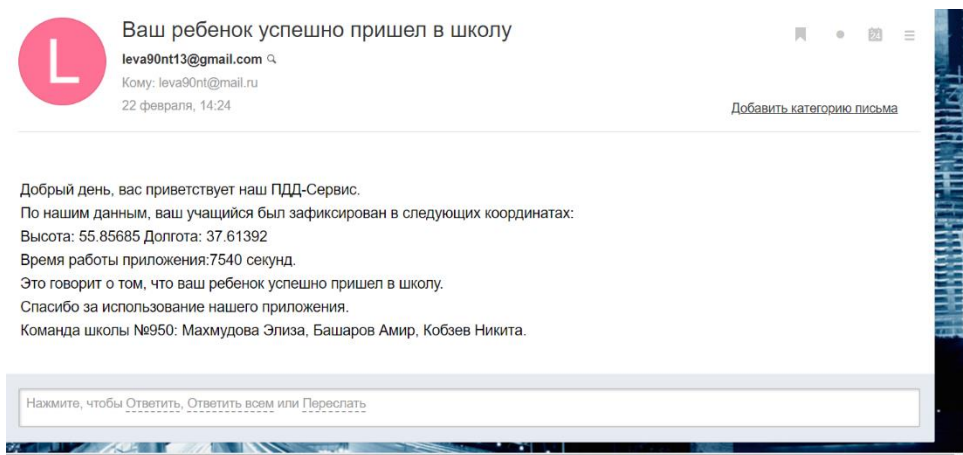 Ваш ребенок успешно пришел в школу
L
leva90nt13@gmail.com
Кому: leva90nt@mail.ru
22 февраля, 14:24
24
Добавить категорию письма
Добрый день, вас приветствует наш ПДД-Сервис.
По нашим данным, ваш учащийся был зафиксирован в следующих координатах:
Высота: 55.85685 Долгота: 37.61392
Время работы приложения:7540 секунд.
Это говорит о том, что ваш ребенок успешно пришел в школу.
Спасибо за использование нашего приложения.
Команда школы №950: Махмудова Элиза, Башаров Амир, Кобзев Никита.
Нажмите, чтобы Ответить, Ответить всем или Переслать